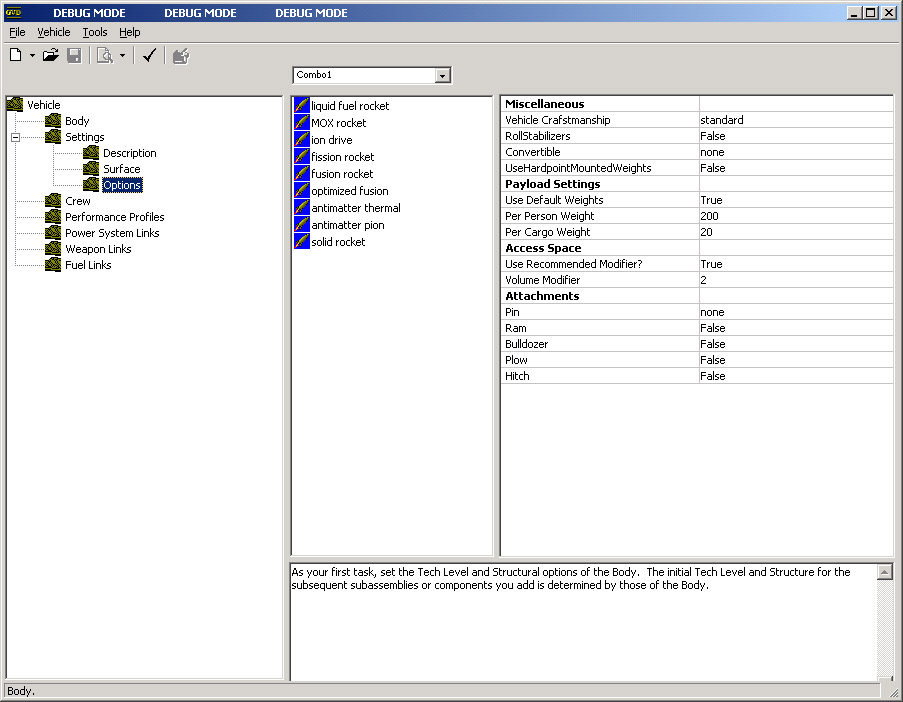 GVD DEBUG MODE DEBUG MODE DEBUG MODE
File Vehicle Tools Help
Combo1
Vehicle
Body
Settings
Description
Surface
Options
Crew
Performance Profiles
Power System Links
Weapon Links
Fuel Links
liquid fuel rocket
MOX rocket
ion drive
fission rocket
fusion rocket
optimized fusion
antimatter thermal
antimatter pion
solid rocket
Miscellaneous
Vehicle Crafstmanship standard
RollStabilizers False
Convertible none
UseHardpointMountedWeights False
Payload Settings
Use Default Weights True
Per Person Weight 200
Per Cargo Weight 20
Access Space
Use Recommended Modifier? True
Volume Modifier 2
Attachments
Pin none
Ram False
Bulldozer False
Plow False
Hitch False
As your first task, set the Tech Level and Structural options of the Body.  The initial Tech Level and Structure for the
subsequent subassemblies or components you add is determined by those of the Body.
Body.